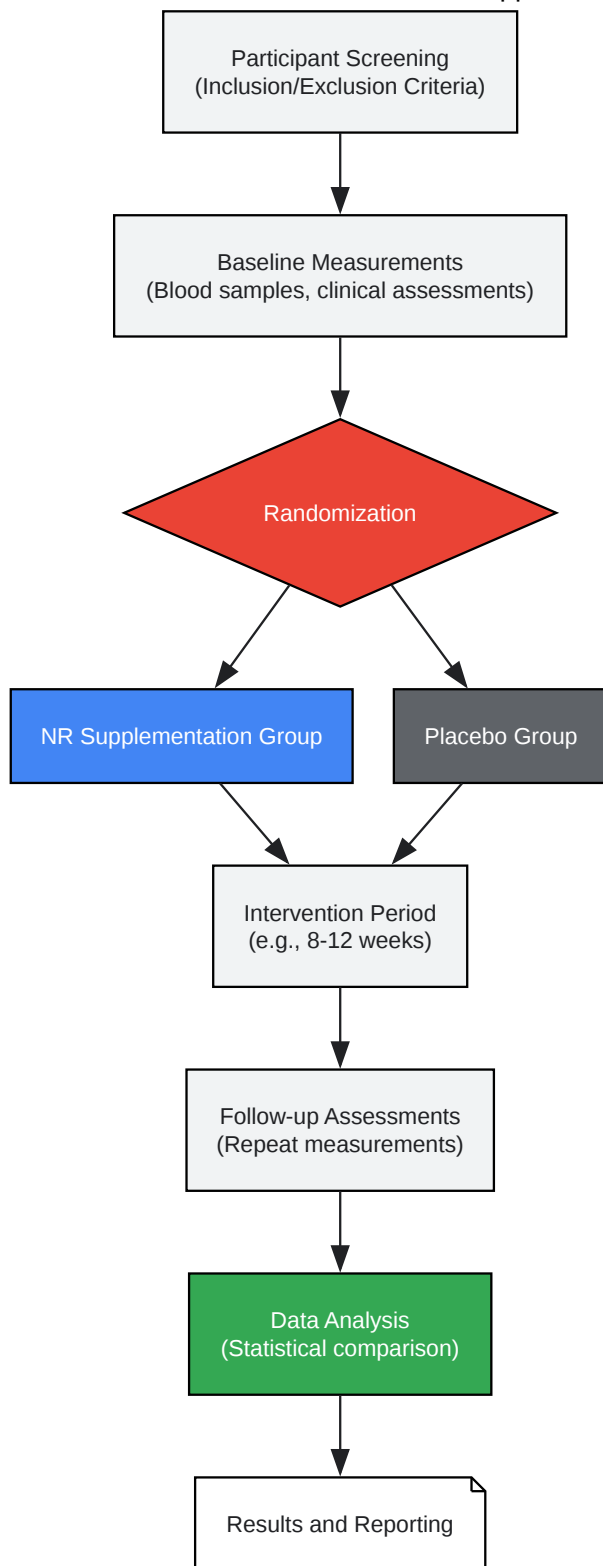 Participant Screening
(Inclusion/Exclusion Criteria)
Baseline Measurements
(Blood samples, clinical assessments)
Randomization
NR Supplementation Group
Placebo Group
Intervention Period
(e.g., 8-12 weeks)
Follow-up Assessments
(Repeat measurements)
Data Analysis
(Statistical comparison)
Results and Reporting